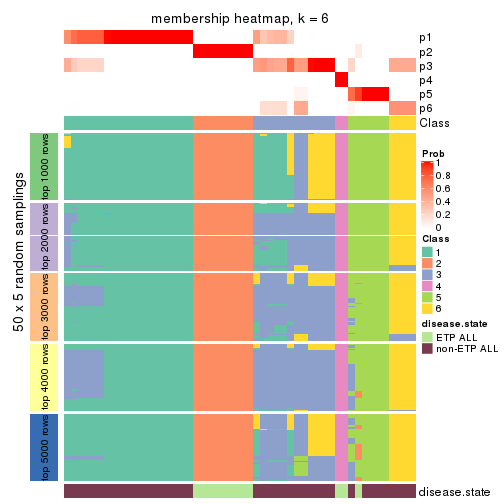 membership heatmap, k = 6
p1
p2
p3
p4
p5
p6
Class
50 x 5 random samplings
top 1000 rows
top 2000 rows
top 3000 rows
top 4000 rows
top 5000 rows
disease.state
Prob
1
0.8
0.6
0.4
0.2
0
Class
1
2
3
4
5
6
disease.state
ETP ALL
non-ETP ALL